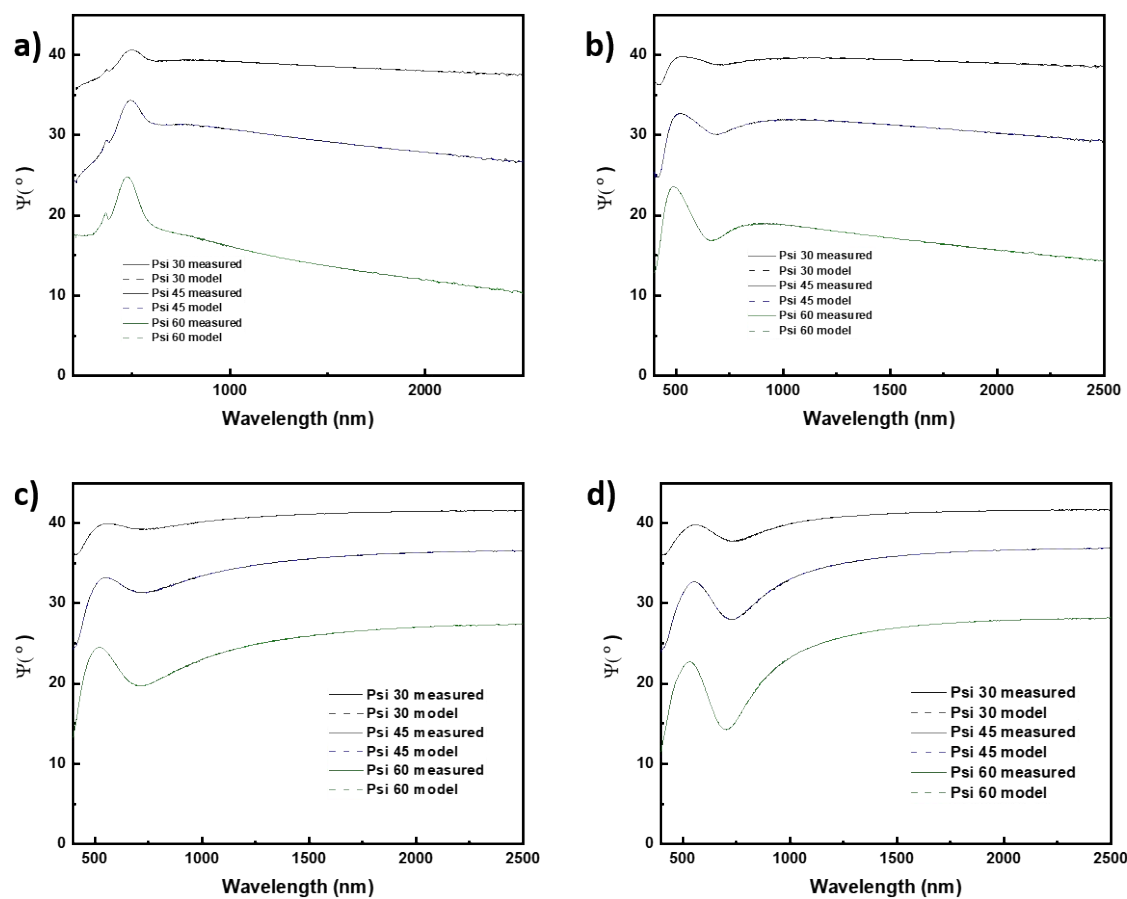 a)
40
30
20
10
0
Ψ( º )
Psi 30 measured
Psi 30 model
Psi 45 measured
Psi 45 model
Psi 60 measured
Psi 60 model
1000
2000
Wavelength (nm)
b)
40
30
20
10
0
Ψ( º )
Psi 30 measured
Psi 30 model
Psi 45 measured
Psi 45 model
Psi 60 measured
Psi 60 model
500
1000
1500
2000
2500
Wavelength (nm)
c)
40
30
20
10
0
Ψ( º )
Psi 30 measured
Psi 30 model
Psi 45 measured
Psi 45 model
Psi 60 measured
Psi 60 model
500
1000
1500
2000
2500
Wavelength (nm)
d)
40
30
20
10
0
Ψ( º )
Psi 30 measured
Psi 30 model
Psi 45 measured
Psi 45 model
Psi 60 measured
Psi 60 model
500
1000
1500
2000
2500
Wavelength (nm)